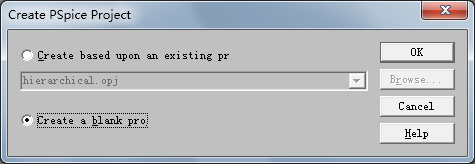 Create PSpice Project
Create based upon an existing pr
OK
hierarchical.opj
Browse...
Cancel
Create a blank pro
Help